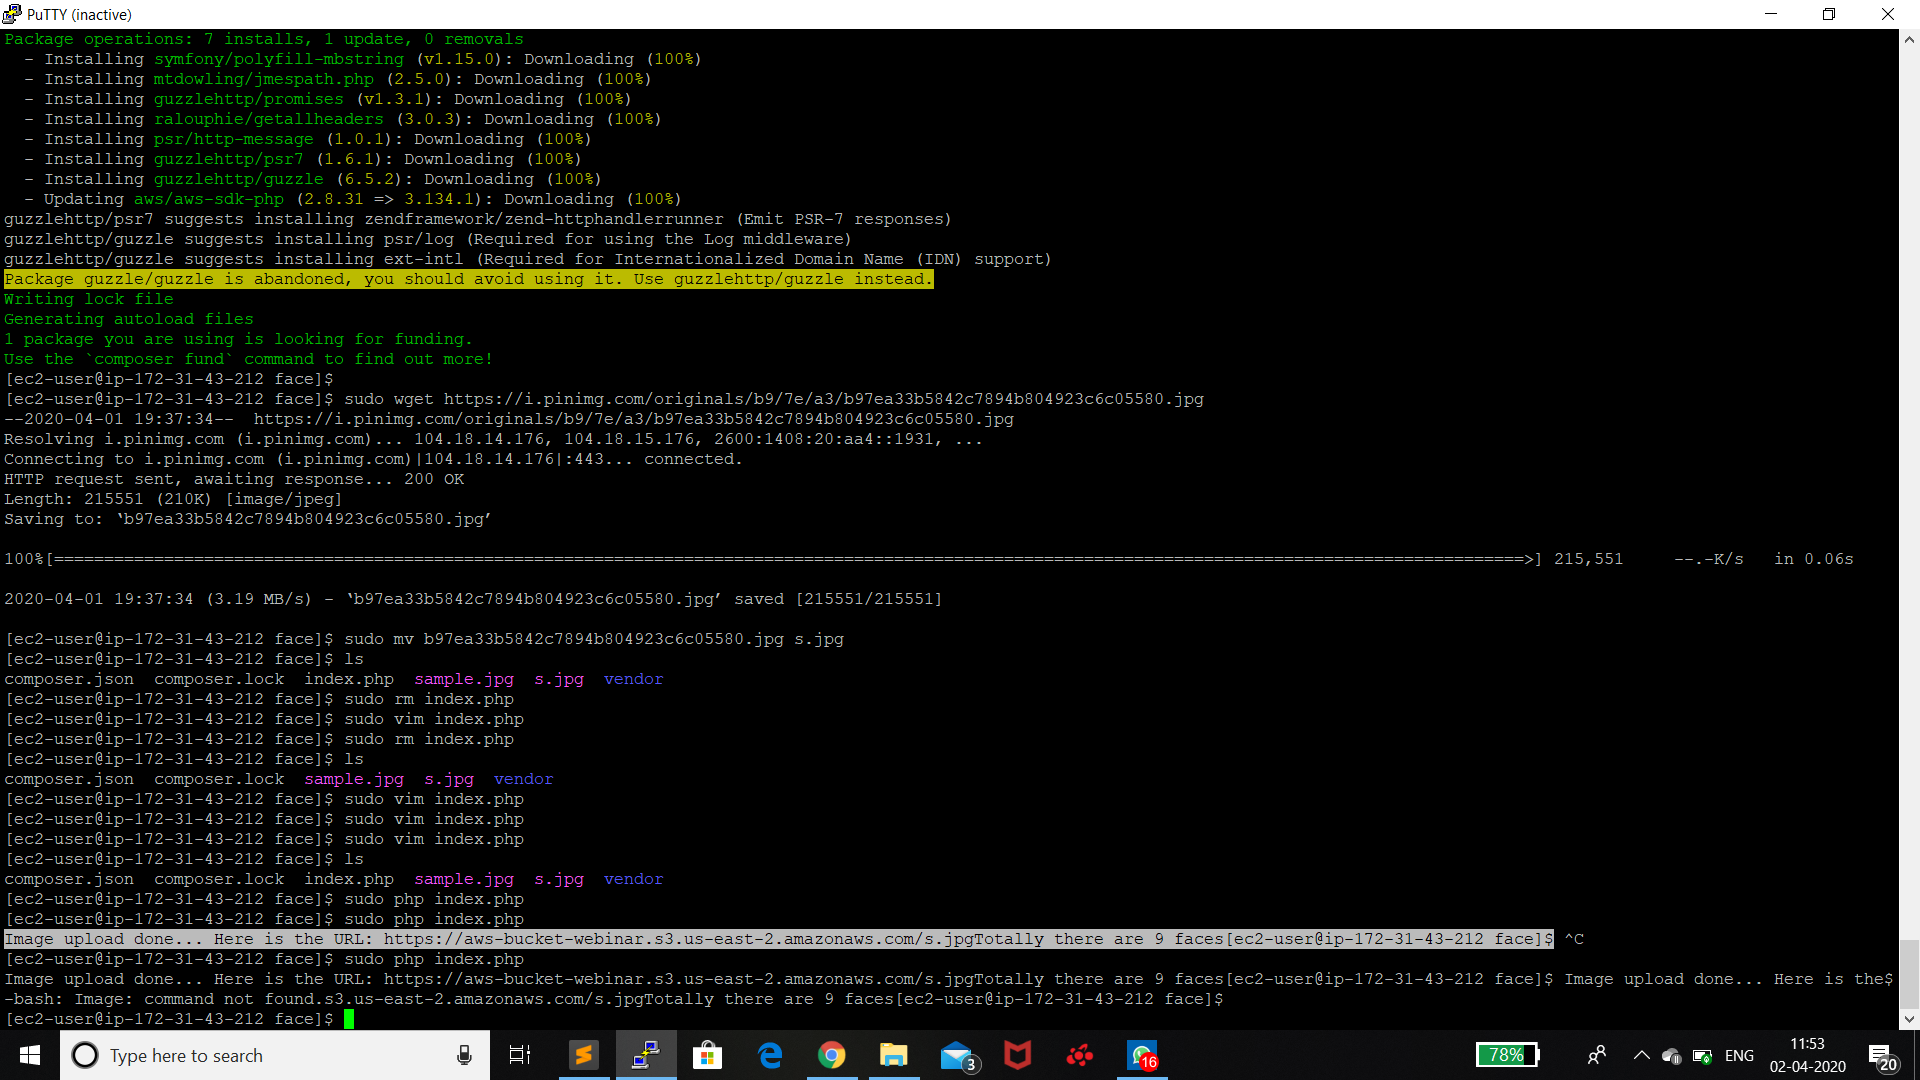 PuTTY (inactive)
Package operations: 7 installs, 1 update, 0 removals
  - Installing symfony/polyfill-mbstring (v1.15.0): Downloading (100%)
  - Installing mtdowling/jmespath.php (2.5.0): Downloading (100%)
  - Installing guzzlehttp/promises (v1.3.1): Downloading (100%)
  - Installing ralouphie/getallheaders (3.0.3): Downloading (100%)
  - Installing psr/http-message (1.0.1): Downloading (100%)
  - Installing guzzlehttp/psr7 (1.6.1): Downloading (100%)
  - Installing guzzlehttp/guzzle (6.5.2): Downloading (100%)
  - Updating aws/aws-sdk-php (2.8.31 => 3.134.1): Downloading (100%)
guzzlehttp/psr7 suggests installing zendframework/zend-httphandlerrunner (Emit PSR-7 responses)
guzzlehttp/guzzle suggests installing psr/log (Required for using the Log middleware)
guzzlehttp/guzzle suggests installing ext-intl (Required for Internationalized Domain Name (IDN) support)
Package guzzle/guzzle is abandoned, you should avoid using it. Use guzzlehttp/guzzle instead.
Writing lock file
Generating autoload files
1 package you are using is looking for funding.
Use the `composer fund` command to find out more!
[ec2-user@ip-172-31-43-212 face]$
[ec2-user@ip-172-31-43-212 face]$ sudo wget https://i.pinimg.com/originals/b9/7e/a3/b97ea33b5842c7894b804923c6c05580.jpg
--2020-04-01 19:37:34--  https://i.pinimg.com/originals/b9/7e/a3/b97ea33b5842c7894b804923c6c05580.jpg
Resolving i.pinimg.com (i.pinimg.com)... 104.18.14.176, 104.18.15.176, 2600:1408:20:aa4::1931, ...
Connecting to i.pinimg.com (i.pinimg.com)|104.18.14.176|:443... connected.
HTTP request sent, awaiting response... 200 OK
Length: 215551 (210K) [image/jpeg]
Saving to: ‘b97ea33b5842c7894b804923c6c05580.jpg’
100%[===================================================================================================================================================>] 215,551     --.-K/s   in 0.06s
2020-04-01 19:37:34 (3.19 MB/s) - ‘b97ea33b5842c7894b804923c6c05580.jpg’ saved [215551/215551]
[ec2-user@ip-172-31-43-212 face]$ sudo mv b97ea33b5842c7894b804923c6c05580.jpg s.jpg
[ec2-user@ip-172-31-43-212 face]$ ls
composer.json  composer.lock  index.php  sample.jpg  s.jpg  vendor
[ec2-user@ip-172-31-43-212 face]$ sudo rm index.php
[ec2-user@ip-172-31-43-212 face]$ sudo vim index.php
[ec2-user@ip-172-31-43-212 face]$ sudo rm index.php
[ec2-user@ip-172-31-43-212 face]$ ls
composer.json  composer.lock  sample.jpg  s.jpg  vendor
[ec2-user@ip-172-31-43-212 face]$ sudo vim index.php
[ec2-user@ip-172-31-43-212 face]$ sudo vim index.php
[ec2-user@ip-172-31-43-212 face]$ sudo vim index.php
[ec2-user@ip-172-31-43-212 face]$ ls
composer.json  composer.lock  index.php  sample.jpg  s.jpg  vendor
[ec2-user@ip-172-31-43-212 face]$ sudo php index.php
[ec2-user@ip-172-31-43-212 face]$ sudo php index.php
Image upload done... Here is the URL: https://aws-bucket-webinar.s3.us-east-2.amazonaws.com/s.jpgTotally there are 9 faces[ec2-user@ip-172-31-43-212 face]$ ^C
[ec2-user@ip-172-31-43-212 face]$ sudo php index.php
Image upload done... Here is the URL: https://aws-bucket-webinar.s3.us-east-2.amazonaws.com/s.jpgTotally there are 9 faces[ec2-user@ip-172-31-43-212 face]$ Image upload done... Here is the$
-bash: Image: command not found.s3.us-east-2.amazonaws.com/s.jpgTotally there are 9 faces[ec2-user@ip-172-31-43-212 face]$
[ec2-user@ip-172-31-43-212 face]$
Type here to search
3
16
78%
ENG
11:53
02-04-2020
20